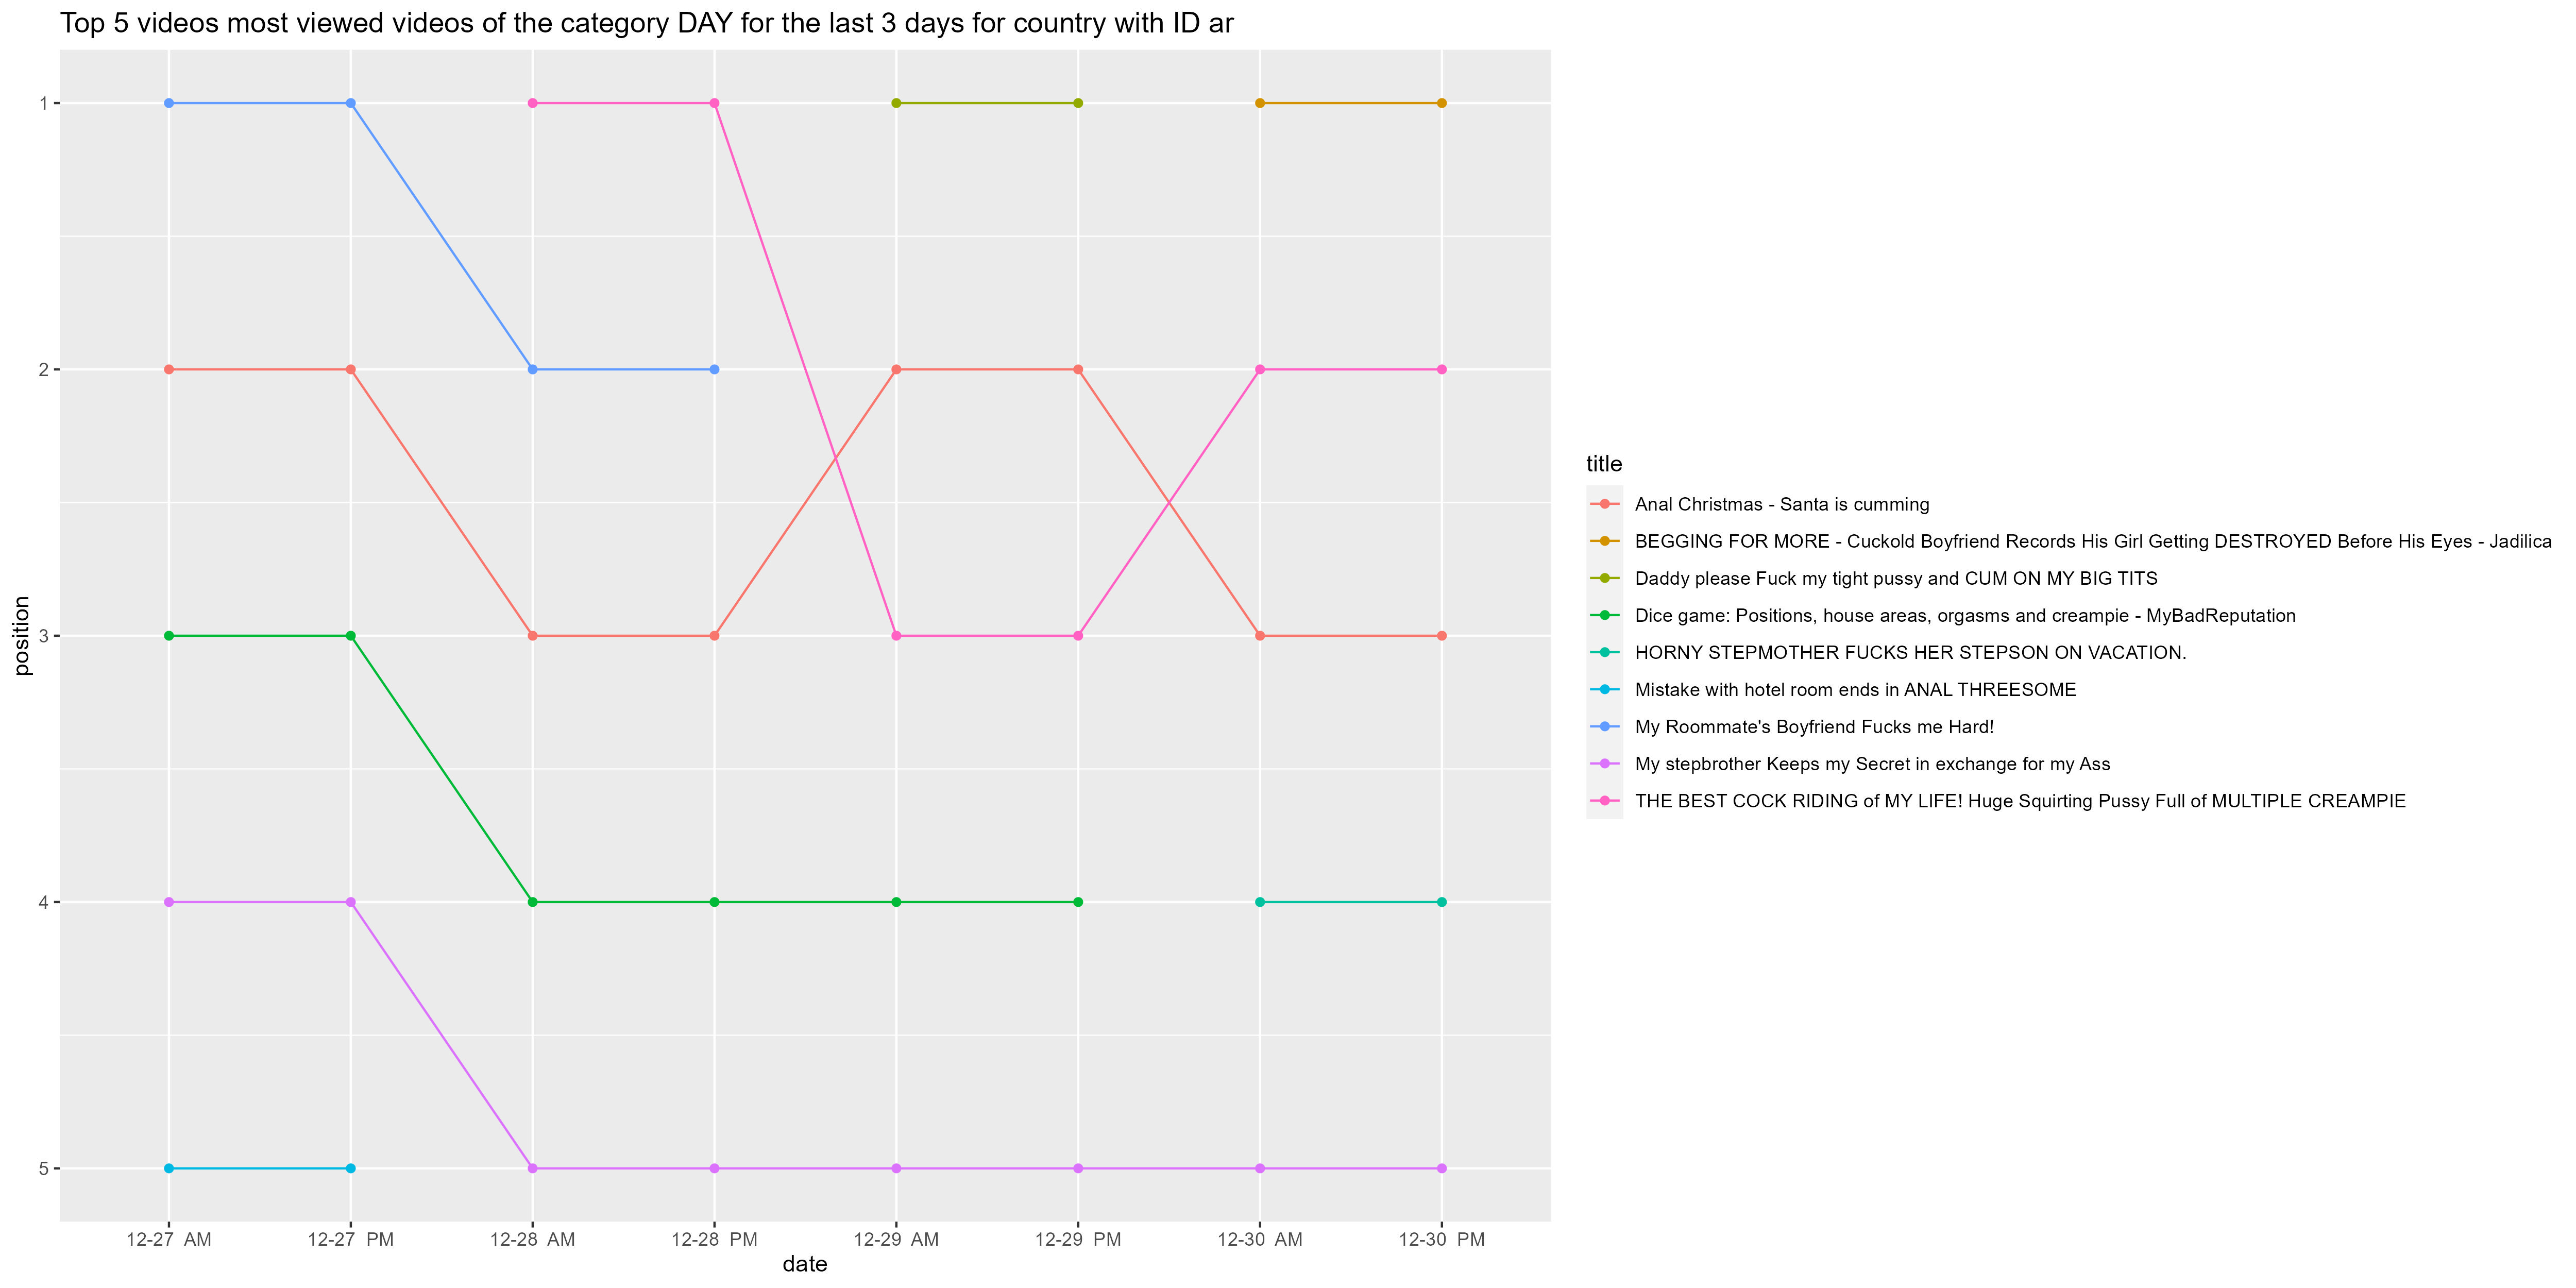 Top 5 videos most viewed videos of the category DAY for the last 3 days for country with ID ar
1
2
3
4
5
position
12-27 AM
12-27 PM
12-28 AM
12-28 PM
12-29 AM
12-29 PM
12-30 AM
12-30 PM
date
title
Anal Christmas - Santa is cumming
BEGGING FOR MORE - Cuckold Boyfriend Records His Girl Getting DESTROYED Before His Eyes - Jadilica
Daddy please Fuck my tight pussy and CUM ON MY BIG TITS
Dice game: Positions, house areas, orgasms and creampie - MyBadReputation
HORNY STEPMOTHER FUCKS HER STEPSON ON VACATION.
Mistake with hotel room ends in ANAL THREESOME
My Roommate's Boyfriend Fucks me Hard!
My stepbrother Keeps my Secret in exchange for my Ass
THE BEST COCK RIDING of MY LIFE! Huge Squirting Pussy Full of MULTIPLE CREAMPIE